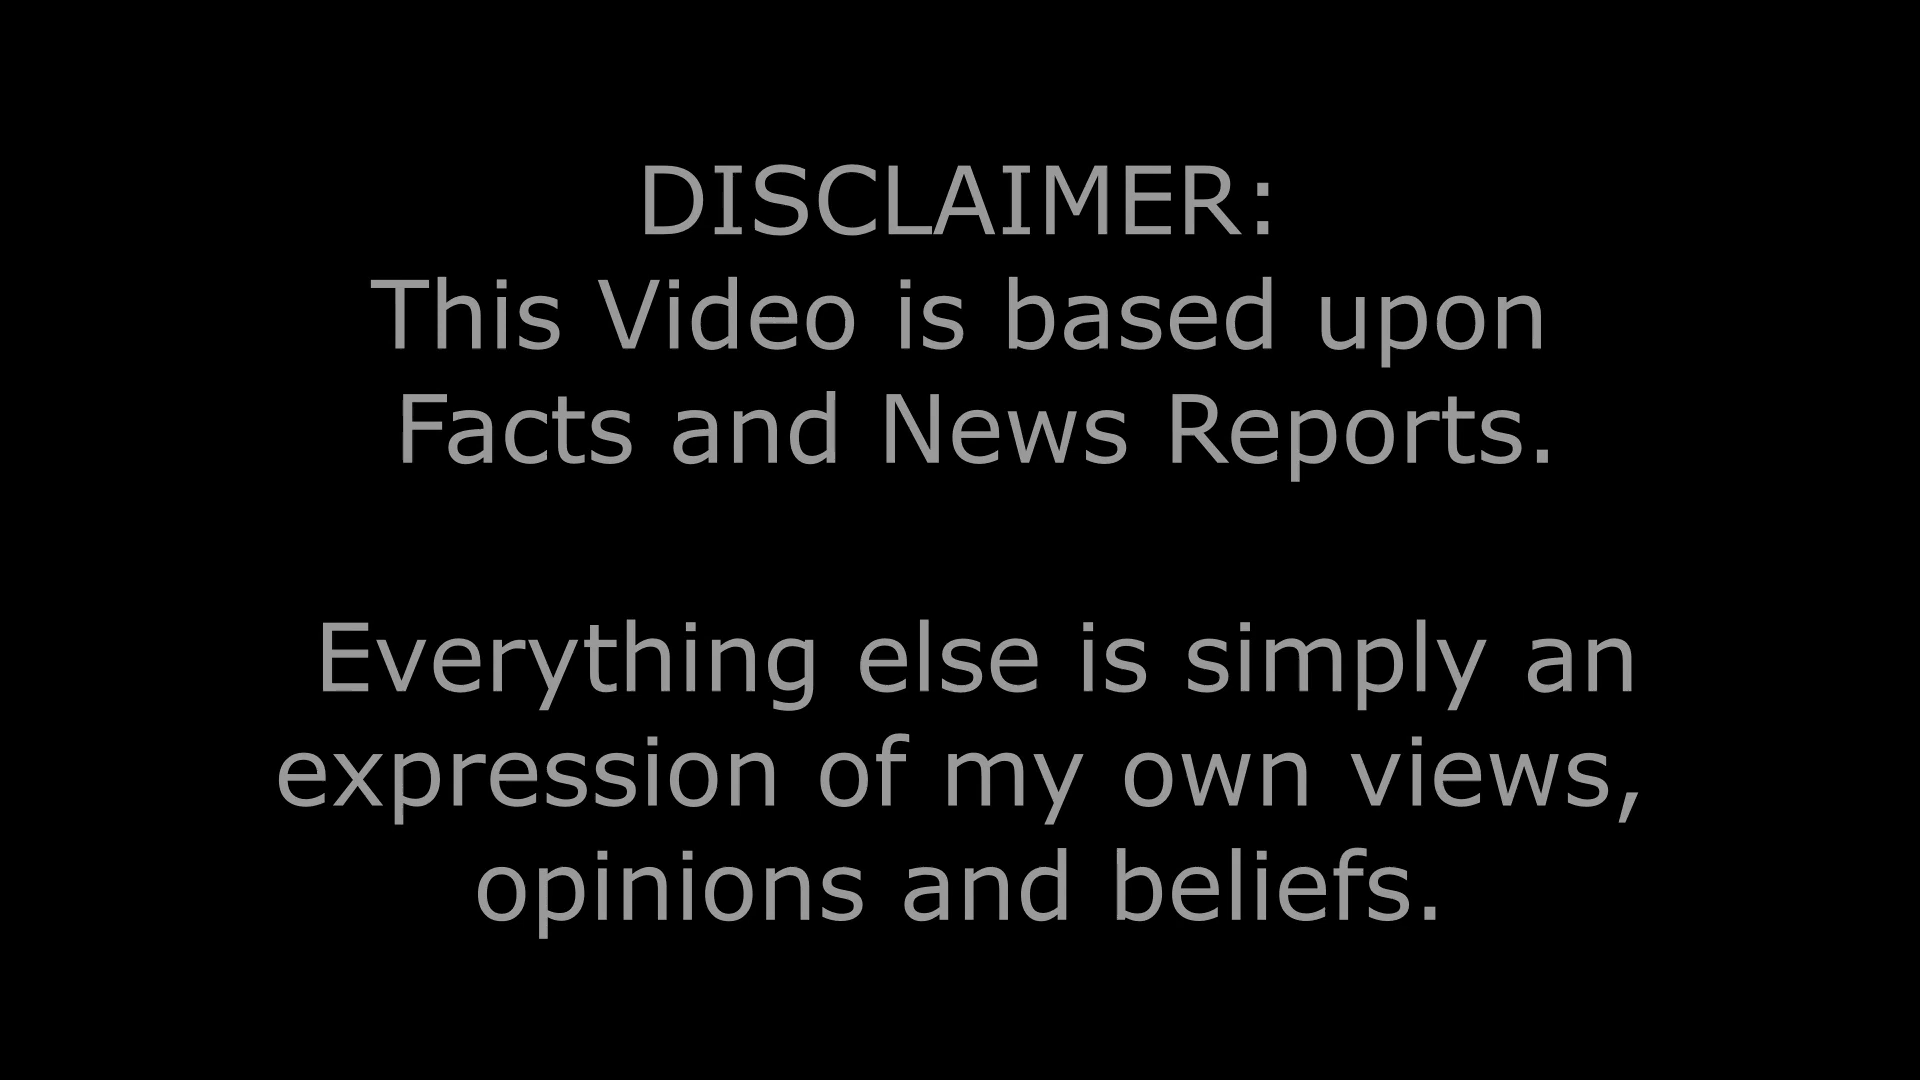 DISCLAIMER:
This Video is based upon
Facts and News Reports.
Everything else is simply an
expression of my own views,
opinions and beliefs.